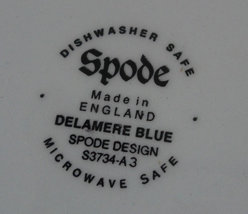 DISHWASHER SAFE
Spode
Made in
ENGLAND
DELAMERE BLUE
SPODE DESIGN
S3734-A3
MICROWAVE SAFE